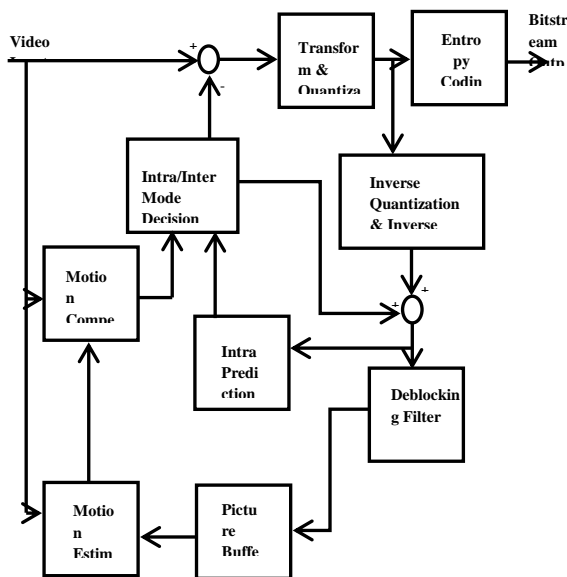 Video
+
-
Transfor
m & 
Quantiza
Entro
py
Codin
Bitstr
eam
Intra/Inter
Mode
Decision
Inverse
Quantization
& Inverse
Motio
n
Compe
+
+
Intra
Predi
ction
Deblockin
g Filter
Motio
n
Estim
Pictu
re
Buffe